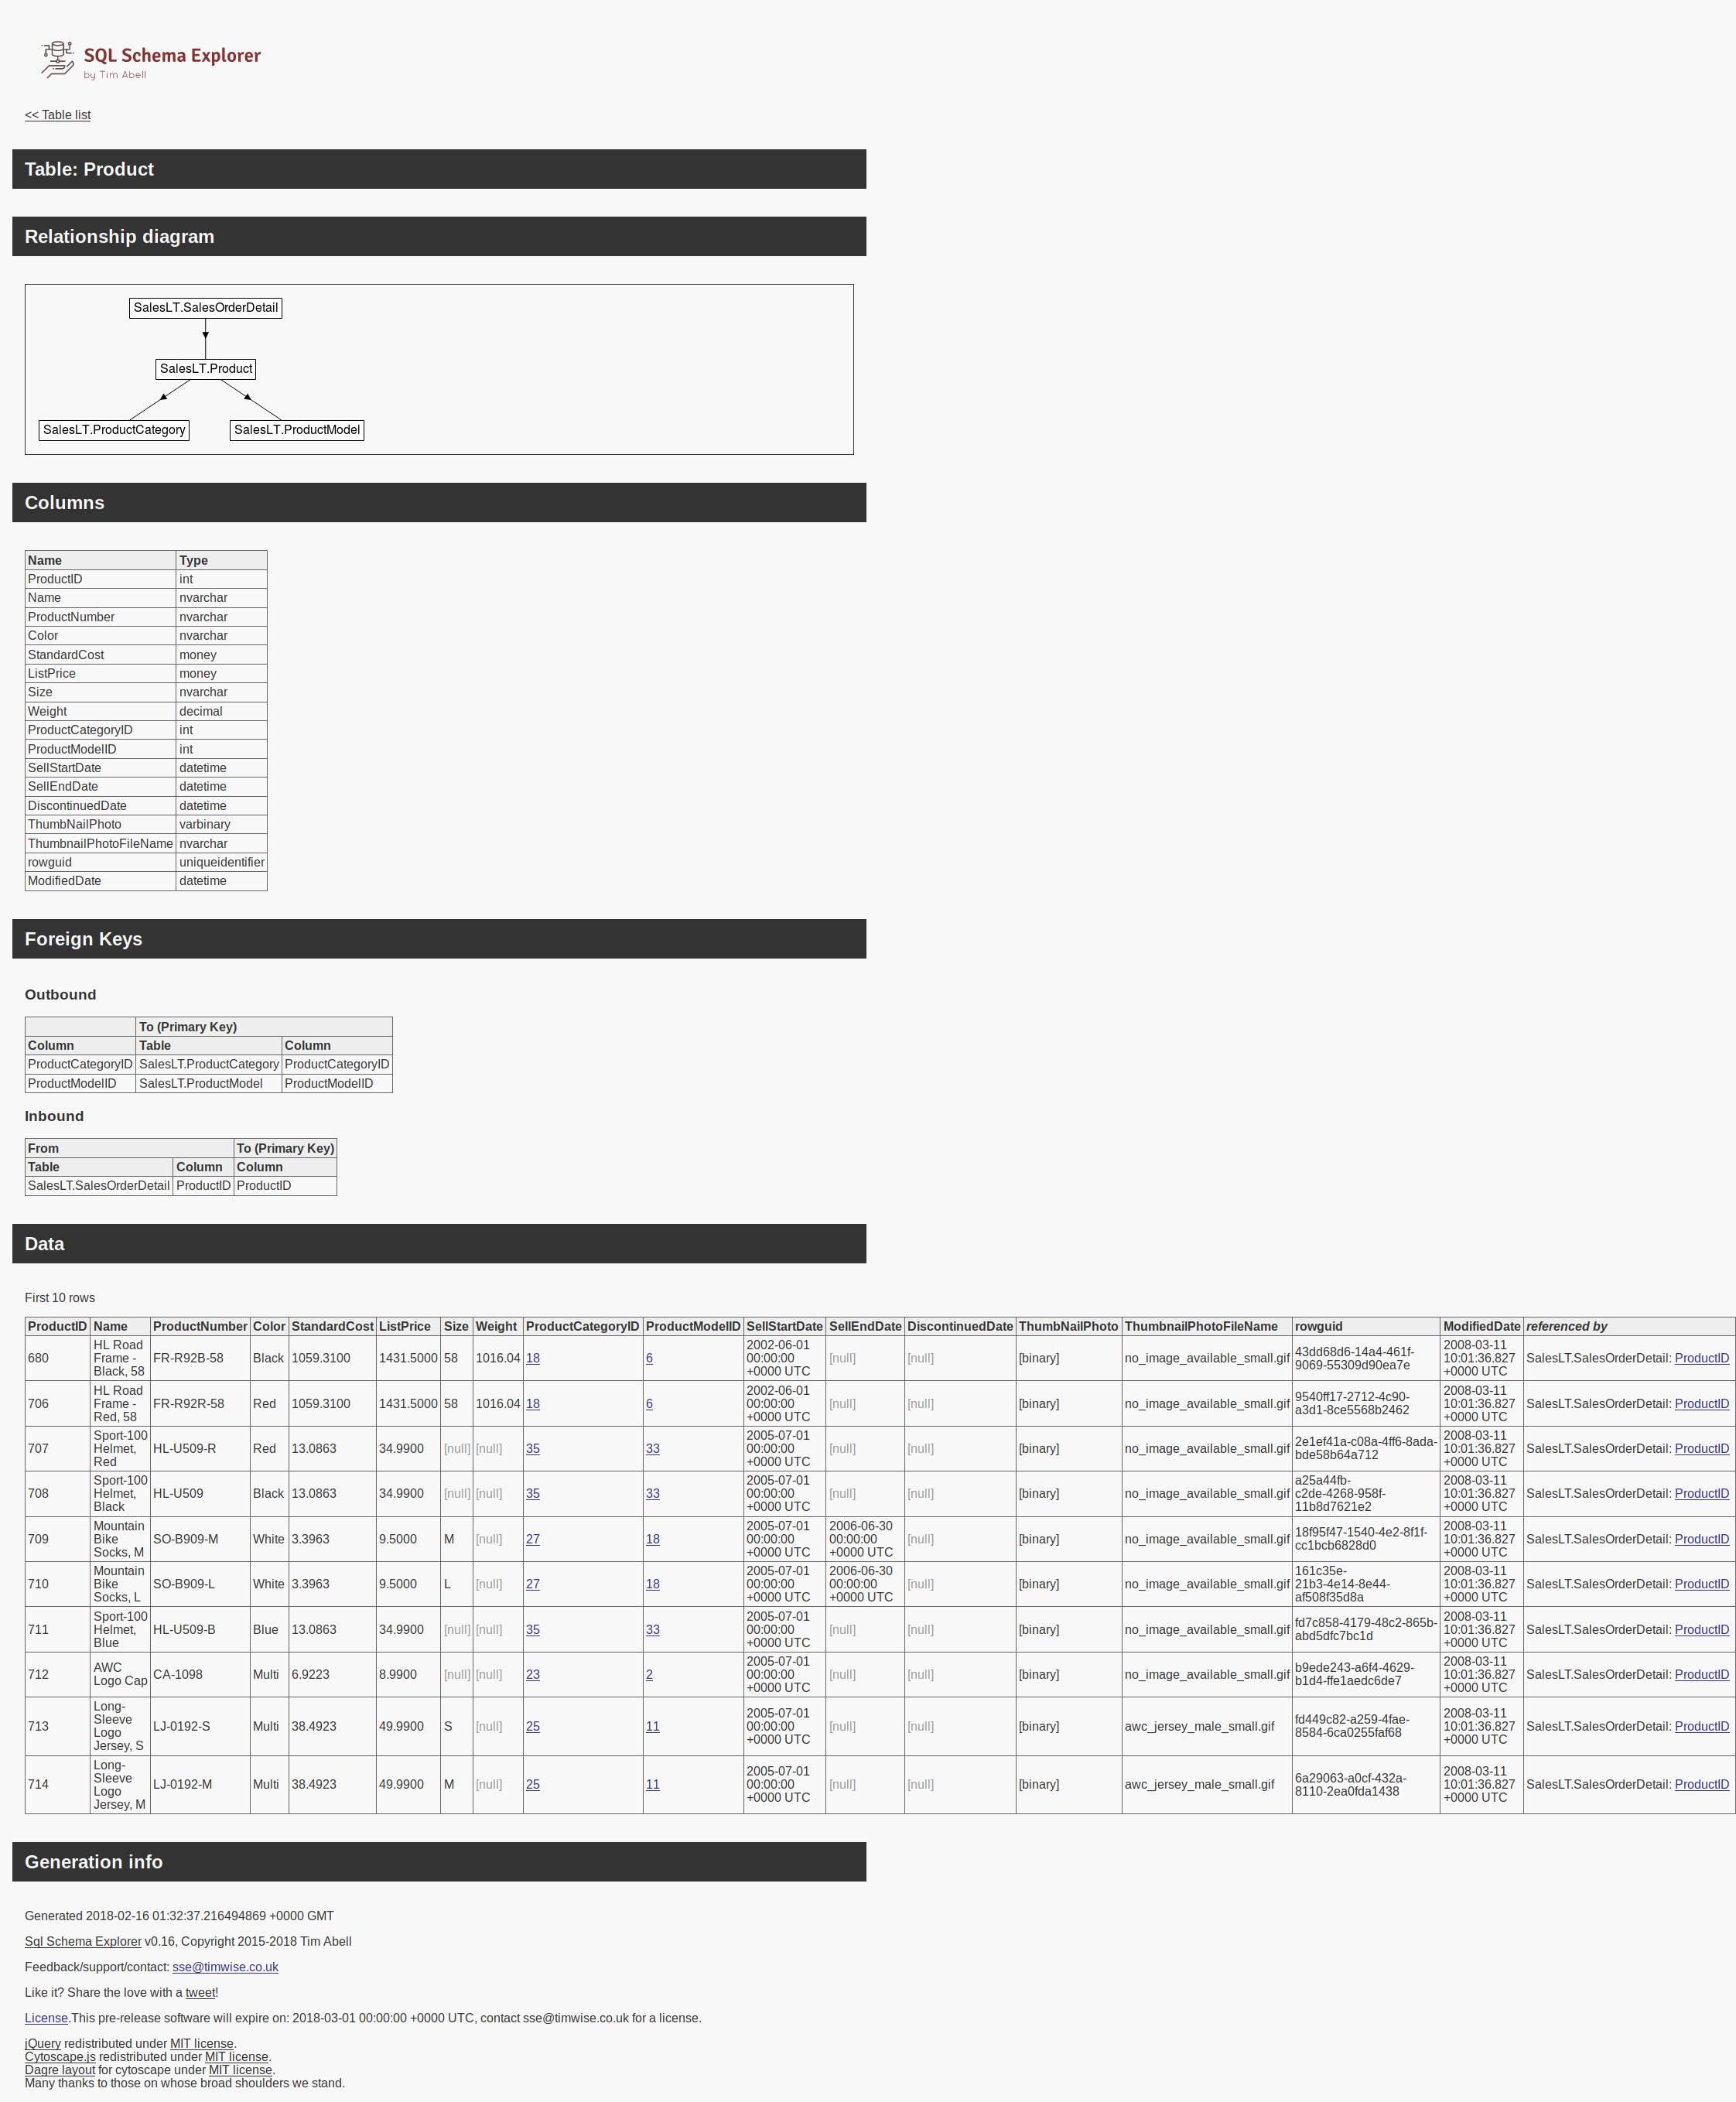 SQL Schema Explorer
by Tim Abell
<< Table list
Table: Product
Relationship diagram
SalesLT.SalesOrderDetail
SalesLT.Product
SalesLT.ProductCategory SalesLT.ProductModel
Columns
Name Type
ProductID int
Name nvarchar
ProductNumber nvarchar
Color nvarchar
StandardCost money
ListPrice money
Size nvarchar
Weight decimal
ProductCategoryID int
ProductModelID int
SellStartDate datetime
SellEndDate datetime
DiscontinuedDate datetime
ThumbNailPhoto varbinary
ThumbnailPhotoFileName nvarchar
rowguid uniqueidentifier
ModifiedDate datetime
Foreign Keys
Outbound
To (Primary Key)
Column Table Column
ProductCategoryID SalesLT.ProductCategory ProductCategoryID
ProductModelID SalesLT.ProductModel ProductModelID
Inbound
From To (Primary Key)
Table Column Column
SalesLT.SalesOrderDetail ProductID ProductID
Data
First 10 rows
ProductID Name ProductNumber Color StandardCost ListPrice Size Weight ProductCategoryID ProductModelID SellStartDate SellEndDate DiscontinuedDate ThumbNailPhoto ThumbnailPhotoFileName rowguid ModifiedDate referenced by
680 HL Road Frame - Black, 58 FR-R92B-58 Black 1059.3100 1431.5000 58 1016.04 18 6 2002-06-01 00:00:00 +0000 UTC [null] [null] [binary] no_image_available_small.gif 43dd68d6-14a4-461f-9069-55309d90ea7e 2008-03-11 10:01:36.827 +0000 UTC SalesLT.SalesOrderDetail: ProductID
706 HL Road Frame - Red, 58 FR-R92R-58 Red 1059.3100 1431.5000 58 1016.04 18 6 2002-06-01 00:00:00 +0000 UTC [null] [null] [binary] no_image_available_small.gif 9540ff17-2712-4c90-a3d1-8ce5568b2462 2008-03-11 10:01:36.827 +0000 UTC SalesLT.SalesOrderDetail: ProductID
707 Sport-100 Helmet, Red HL-U509-R Red 13.0863 34.9900 [null] [null] 35 33 2005-07-01 00:00:00 +0000 UTC [null] [null] [binary] no_image_available_small.gif 2e1ef41a-c08a-4ff6-8ada-bde58b64a712 2008-03-11 10:01:36.827 +0000 UTC SalesLT.SalesOrderDetail: ProductID
708 Sport-100 Helmet, Black HL-U509 Black 13.0863 34.9900 [null] [null] 35 33 2005-07-01 00:00:00 +0000 UTC [null] [null] [binary] no_image_available_small.gif a25a44fb-c2de-4268-958f-11b8d7621e2 2008-03-11 10:01:36.827 +0000 UTC SalesLT.SalesOrderDetail: ProductID
709 Mountain Bike Socks, M SO-B909-M White 3.3963 9.5000 M [null] 27 18 2005-07-01 00:00:00 +0000 UTC 2006-06-30 00:00:00 +0000 UTC [null] [binary] no_image_available_small.gif 18f95f47-1540-4e2-8f1f-cc1bcb6828d0 2008-03-11 10:01:36.827 +0000 UTC SalesLT.SalesOrderDetail: ProductID
710 Mountain Bike Socks, L SO-B909-L White 3.3963 9.5000 L [null] 27 18 2005-07-01 00:00:00 +0000 UTC 2006-06-30 00:00:00 +0000 UTC [null] [binary] no_image_available_small.gif 161c35e-21b3-4e14-8e44-af508f35d8a 2008-03-11 10:01:36.827 +0000 UTC SalesLT.SalesOrderDetail: ProductID
711 Sport-100 Helmet, Blue HL-U509-B Blue 13.0863 34.9900 [null] [null] 35 33 2005-07-01 00:00:00 +0000 UTC [null] [null] [binary] no_image_available_small.gif fd7c858-4179-48c2-865b-abd5dfc7bc1d 2008-03-11 10:01:36.827 +0000 UTC SalesLT.SalesOrderDetail: ProductID
712 AWC Logo Cap CA-1098 Multi 6.9223 8.9900 [null] [null] 23 2 2005-07-01 00:00:00 +0000 UTC [null] [null] [binary] no_image_available_small.gif b9ede243-a6f4-4629-b1d4-ffe1aedc6de7 2008-03-11 10:01:36.827 +0000 UTC SalesLT.SalesOrderDetail: ProductID
713 Long-Sleeve Logo Jersey, S LJ-0192-S Multi 38.4923 49.9900 S [null] 25 11 2005-07-01 00:00:00 +0000 UTC [null] [null] [binary] awc_jersey_male_small.gif fd449c82-a259-4fae-8584-6ca0255faf68 2008-03-11 10:01:36.827 +0000 UTC SalesLT.SalesOrderDetail: ProductID
714 Long-Sleeve Logo Jersey, M LJ-0192-M Multi 38.4923 49.9900 M [null] 25 11 2005-07-01 00:00:00 +0000 UTC [null] [null] [binary] awc_jersey_male_small.gif 6a29063-a0cf-432a-8110-2ea0fda1438 2008-03-11 10:01:36.827 +0000 UTC SalesLT.SalesOrderDetail: ProductID
Generation info
Generated 2018-02-16 01:32:37.216494869 +0000 GMT
Sql Schema Explorer v0.16, Copyright 2015-2018 Tim Abell
Feedback/support/contact: sse@timwise.co.uk
Like it? Share the love with a tweet!
License.This pre-release software will expire on: 2018-03-01 00:00:00 +0000 UTC, contact sse@timwise.co.uk for a license.
jQuery redistributed under MIT license.
Cytoscape.js redistributed under MIT license.
Dagre layout for cytoscape under MIT license.
Many thanks to those on whose broad shoulders we stand.